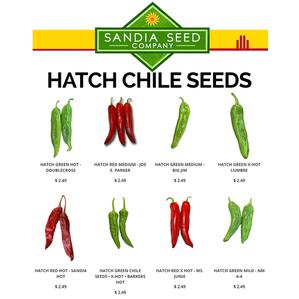 SANDIA SEED
COMPANY
HATCH CHILE SEEDS
HATCH GREEN HOT -
DOUBLECROSS
$ 2.49
HATCH RED MEDIUM - JOE
E. PARKER
$ 2.49
HATCH GREEN MEDIUM -
BIG JIM
$ 2.49
HATCH GREEN X-HOT
LUMBRE
$ 2.49
HATCH RED HOT - SANDIA
HOT
$ 2.49
HATCH GREEN CHILE
SEEDS • X-HOT • BARKERS
HOT
$ 2.49
HATCH RED X HOT - MS.
JUNIE
$ 2.49
HATCH GREEN MILD - NM
6-4
$ 2.49